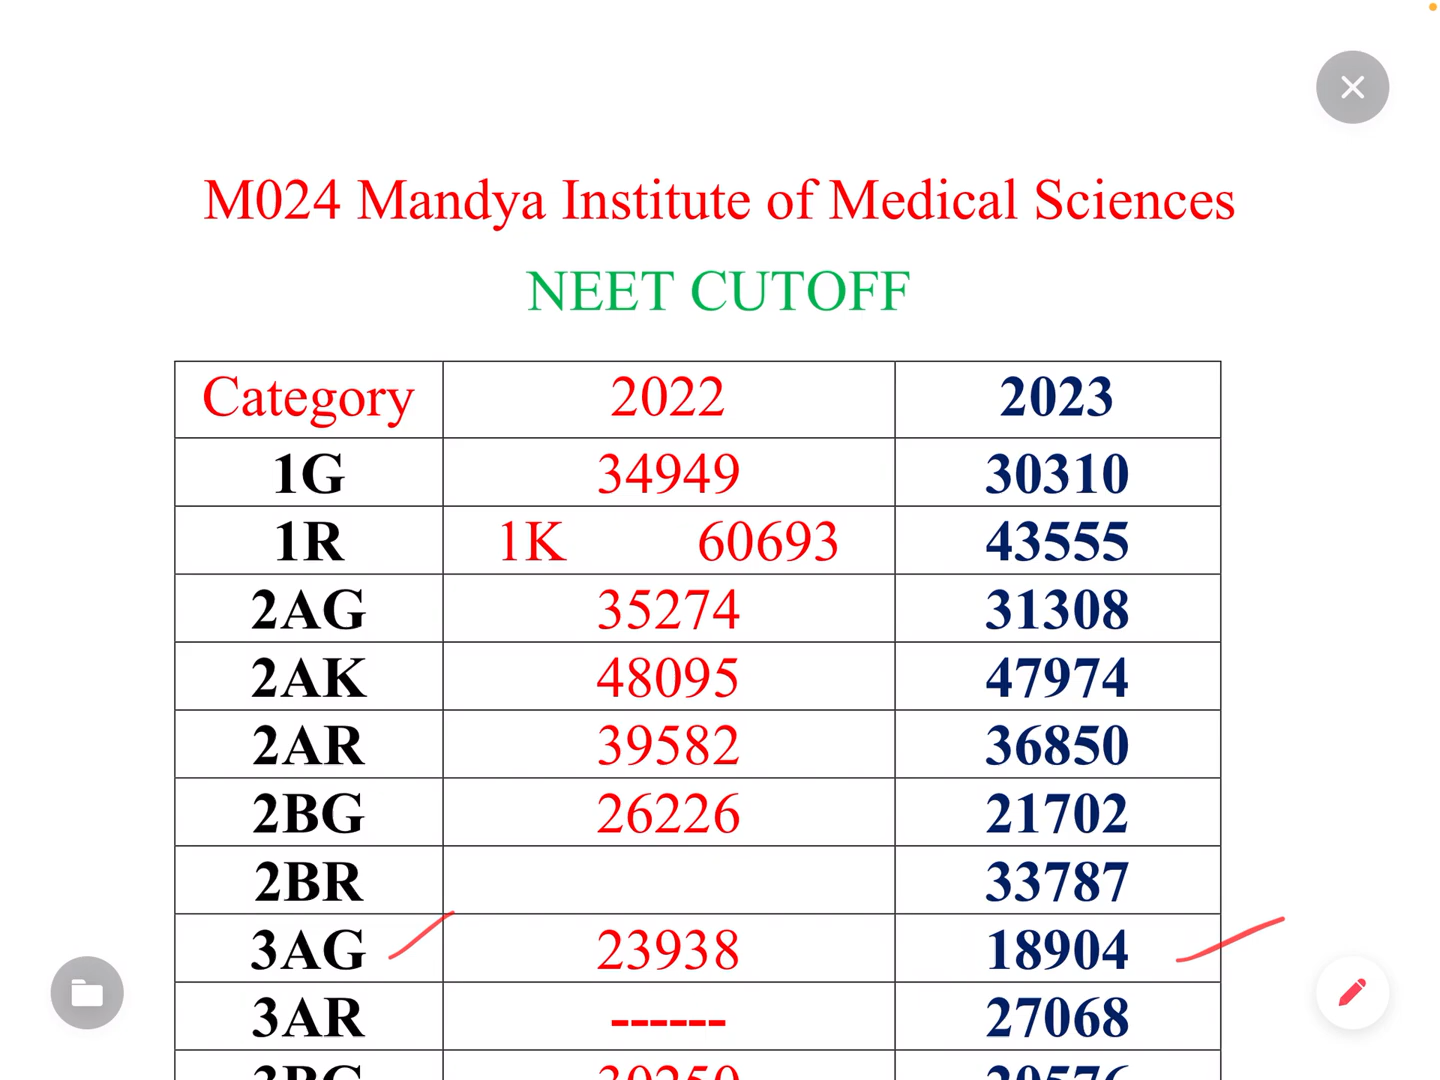 M024 Mandya Institute of Medical Sciences
NEET CUTOFF
Category 2022 2023
1G 34949 30310
1R 1K 60693 43555
2AG 35274 31308
2AK 48095 47974
2AR 39582 36850
2BG 26226 21702
2BR 33787
3AG 23938 18904
3AR ------ 27068